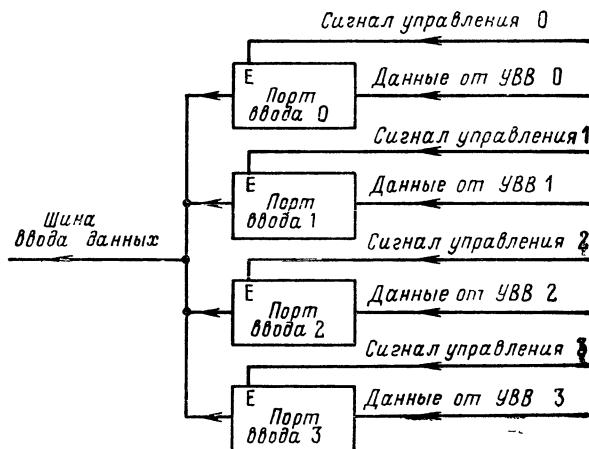 Сигнал управления 0
E
Данные от УВВ 0
Порт
ввода 0
Сигнал управления 1
E
Данные от УВВ 1
Порт
ввода 1
Шина
ввода данных
Сигнал управления 2
E
Данные от УВВ 2
Порт
ввода 2
Сигнал управления 3
E
Данные от УВВ 3
Порт
ввода 3